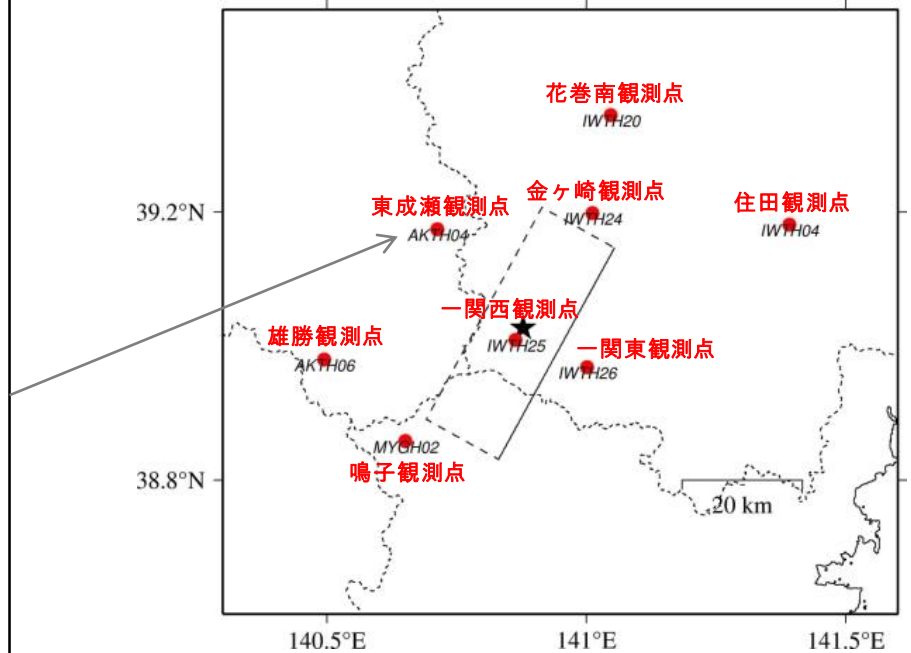 花巻南観測点
IWTH20
金ヶ崎観測点
IWTH24
東成瀬観測点
AKTH04
住田観測点
IWTH04
39.2°N
一関西観測点
IWTH25
雄勝観測点
AKTH06
一関東観測点
IWTH26
MYGH02
鳴子観測点
38.8°N
20 km
140.5°E
141°E
141.5°E